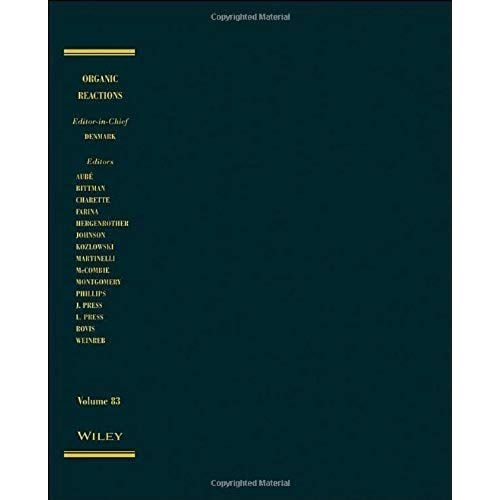 Copyrighted Material
ORGANIC
REACTIONS
Editor-in-Chief
DENMARK
Editors
AUBÉ
BITTMAN
CHARETTE
FARINA
HERGENROTHER
JOHNSON
KOZLOWSKI
MARTINELLI
McCOMBIE
MONTGOMERY
PHILLIPS
J. PRESS
L. PRESS
ROVIS
WEINREB
Volume 83
WILEY
Copyrighted Material